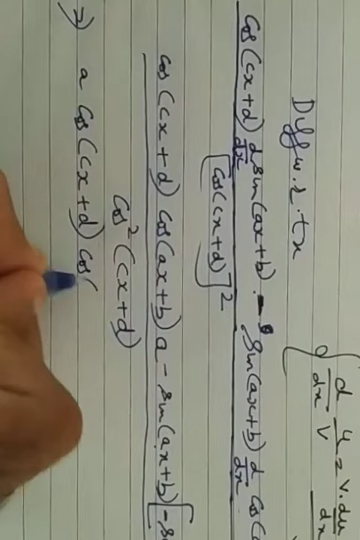 d/dx u/v = v.du/dx
Diff w.r.tx
cos(cx+d) d/dx sin(ax+b) - sin(ax+b) d/dx cos(
[cos(cx+d)]²
cos(cx+d) cos(ax+b) a - sin(ax+b) [-s
cos²(cx+d)
⇒ a cos(cx+d) cos(